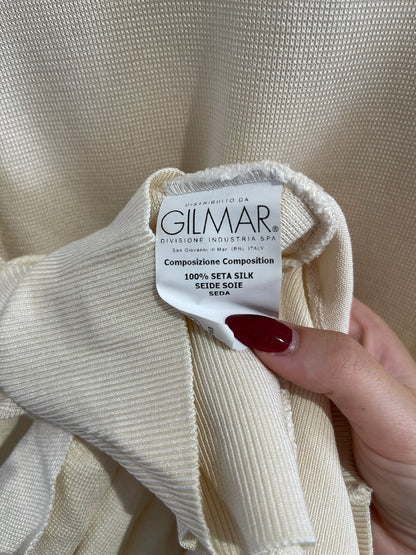 DISTRIBUITO DA
GILMAR®
DIVISIONE INDUSTRIA SPA
San Giovanni in Mar. (RN) ITALY
Composizione Composition
100% SETA SILK
SEIDE SOIE
SEDA